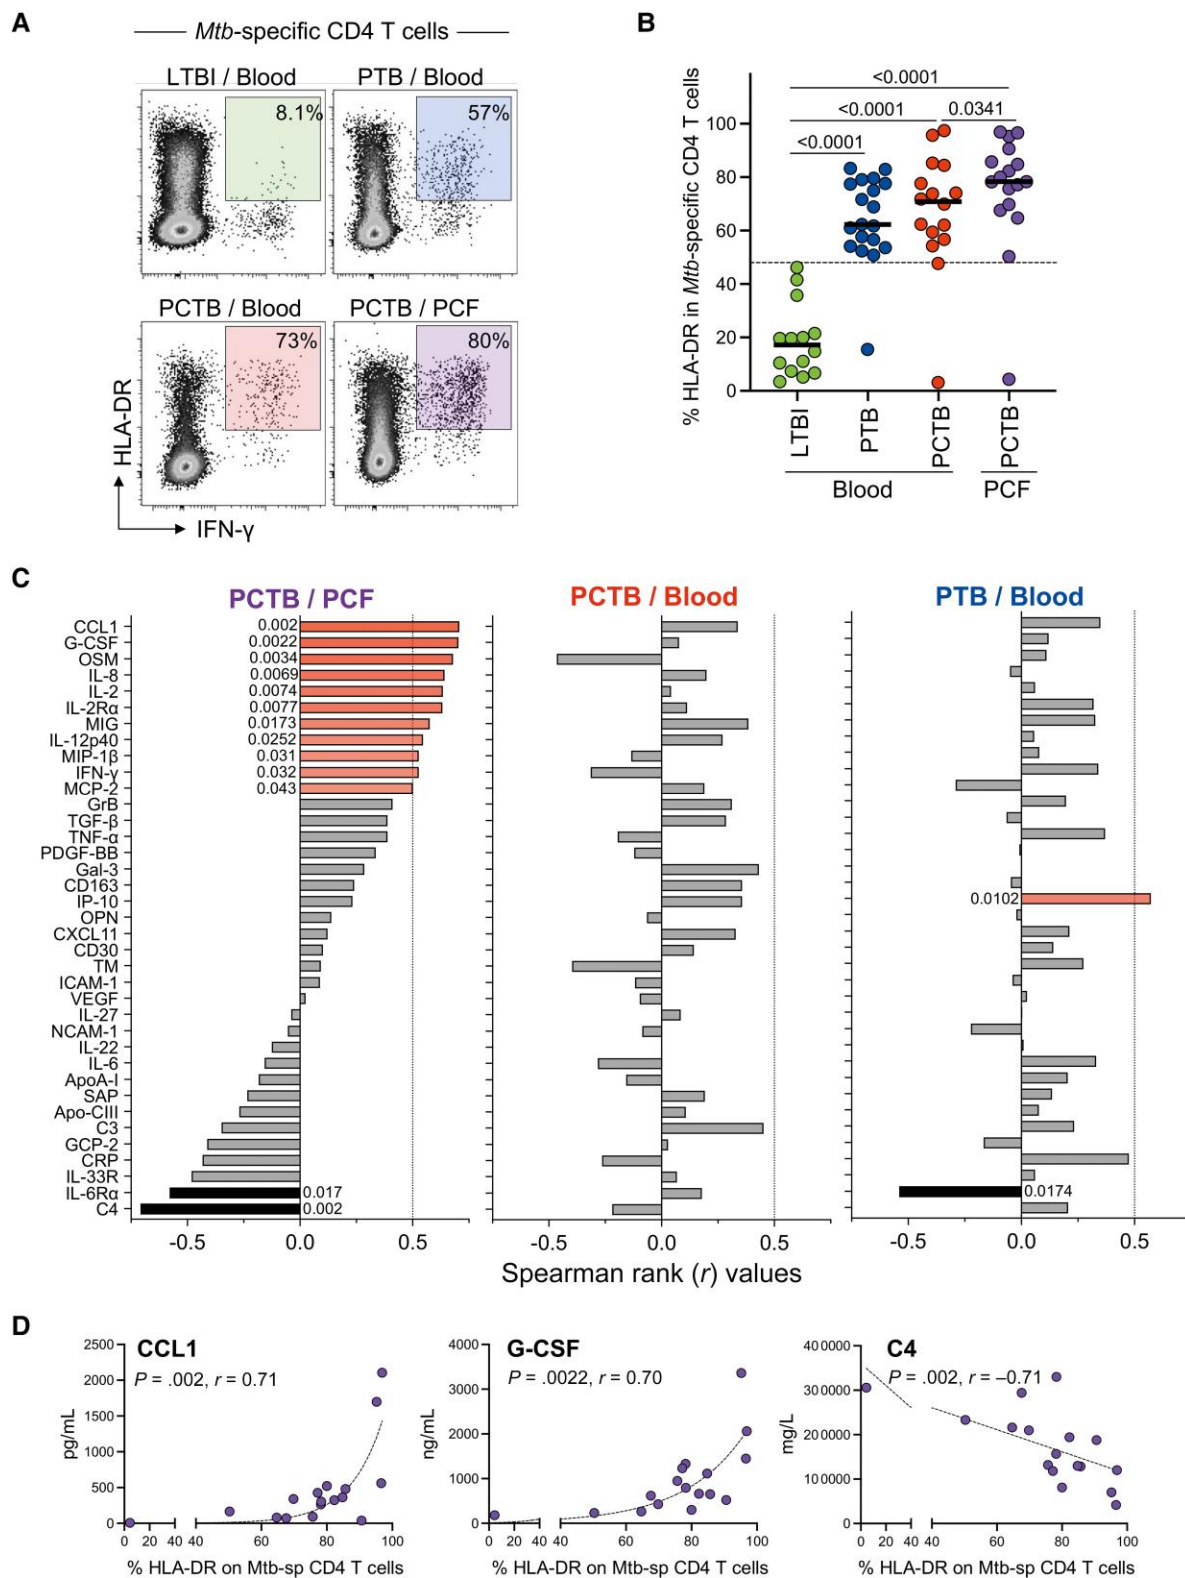 A
Mtb-specific CD4 T cells
LTBI / Blood
PTB / Blood
8.1%
57%
PCTB / Blood
PCTB / PCF
73%
80%
HLA-DR
IFN-γ
B
% HLA-DR in Mtb-specific CD4 T cells
<0.0001
<0.0001 0.0341
<0.0001
100
80
60
40
20
0
LTBI
PTB
PCTB
PCTB
Blood
PCF
C
PCTB / PCF
PCTB / Blood
PTB / Blood
CCL1 0.002
G-CSF 0.0022
OSM 0.0034
IL-8 0.0069
IL-2 0.0074
IL-2Rα 0.0077
MIG 0.0173
IL-12p40 0.0252
MIP-1β 0.031
IFN-γ 0.032
MCP-2 0.043
GrB
TGF-β
TNF-α
PDGF-BB
Gal-3
CD163
IP-10 0.0102
OPN
CXCL11
CD30
TM
ICAM-1
VEGF
IL-27
NCAM-1
IL-22
IL-6
ApoA-I
SAP
Apo-CIII
C3
GCP-2
CRP
IL-33R
IL-6Rα 0.017 0.0174
C4 0.002
-0.5 0.0 0.5
-0.5 0.0 0.5
-0.5 0.0 0.5
Spearman rank (r) values
D
CCL1
P = .002, r = 0.71
pg/mL
2500
2000
1500
1000
500
0
0 20 40 40 60 80 100
% HLA-DR on Mtb-sp CD4 T cells
G-CSF
P = .0022, r = 0.70
ng/mL
4000
3000
2000
1000
0
0 20 40 40 60 80 100
% HLA-DR on Mtb-sp CD4 T cells
C4
P = .002, r = –0.71
mg/L
400000
300000
200000
100000
0
0 20 40 40 60 80 100
% HLA-DR on Mtb-sp CD4 T cells